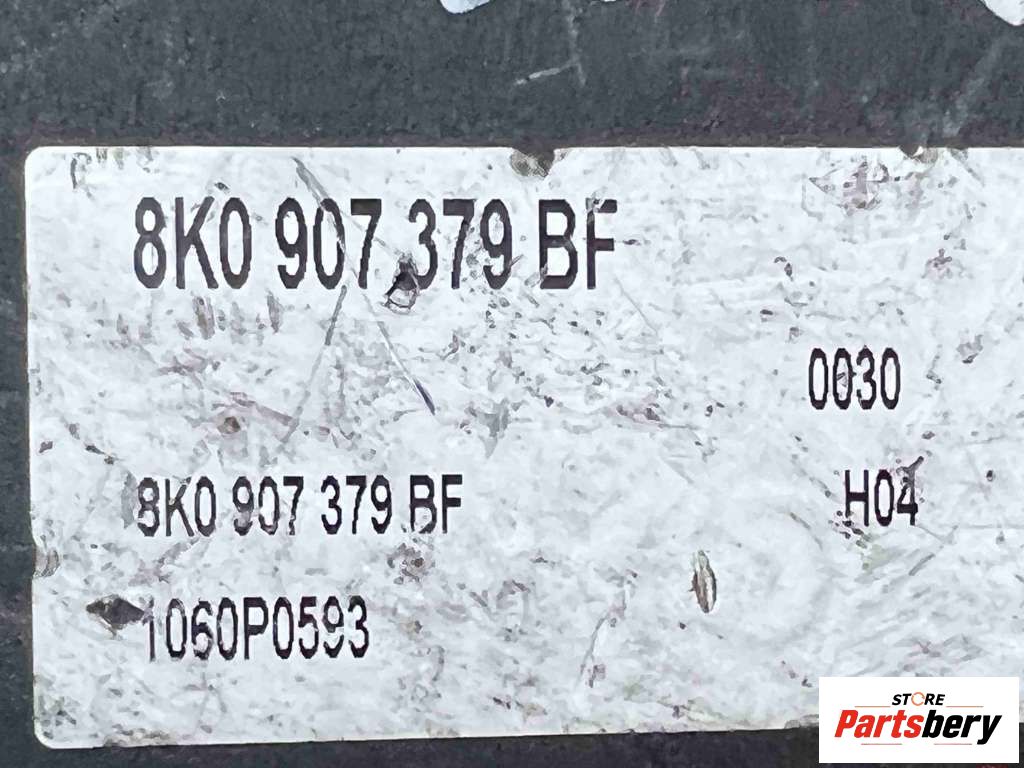 8K0 907 379 BF
0030
8K0 907 379 BF
H04
1060P0593
STORE
Partsbery